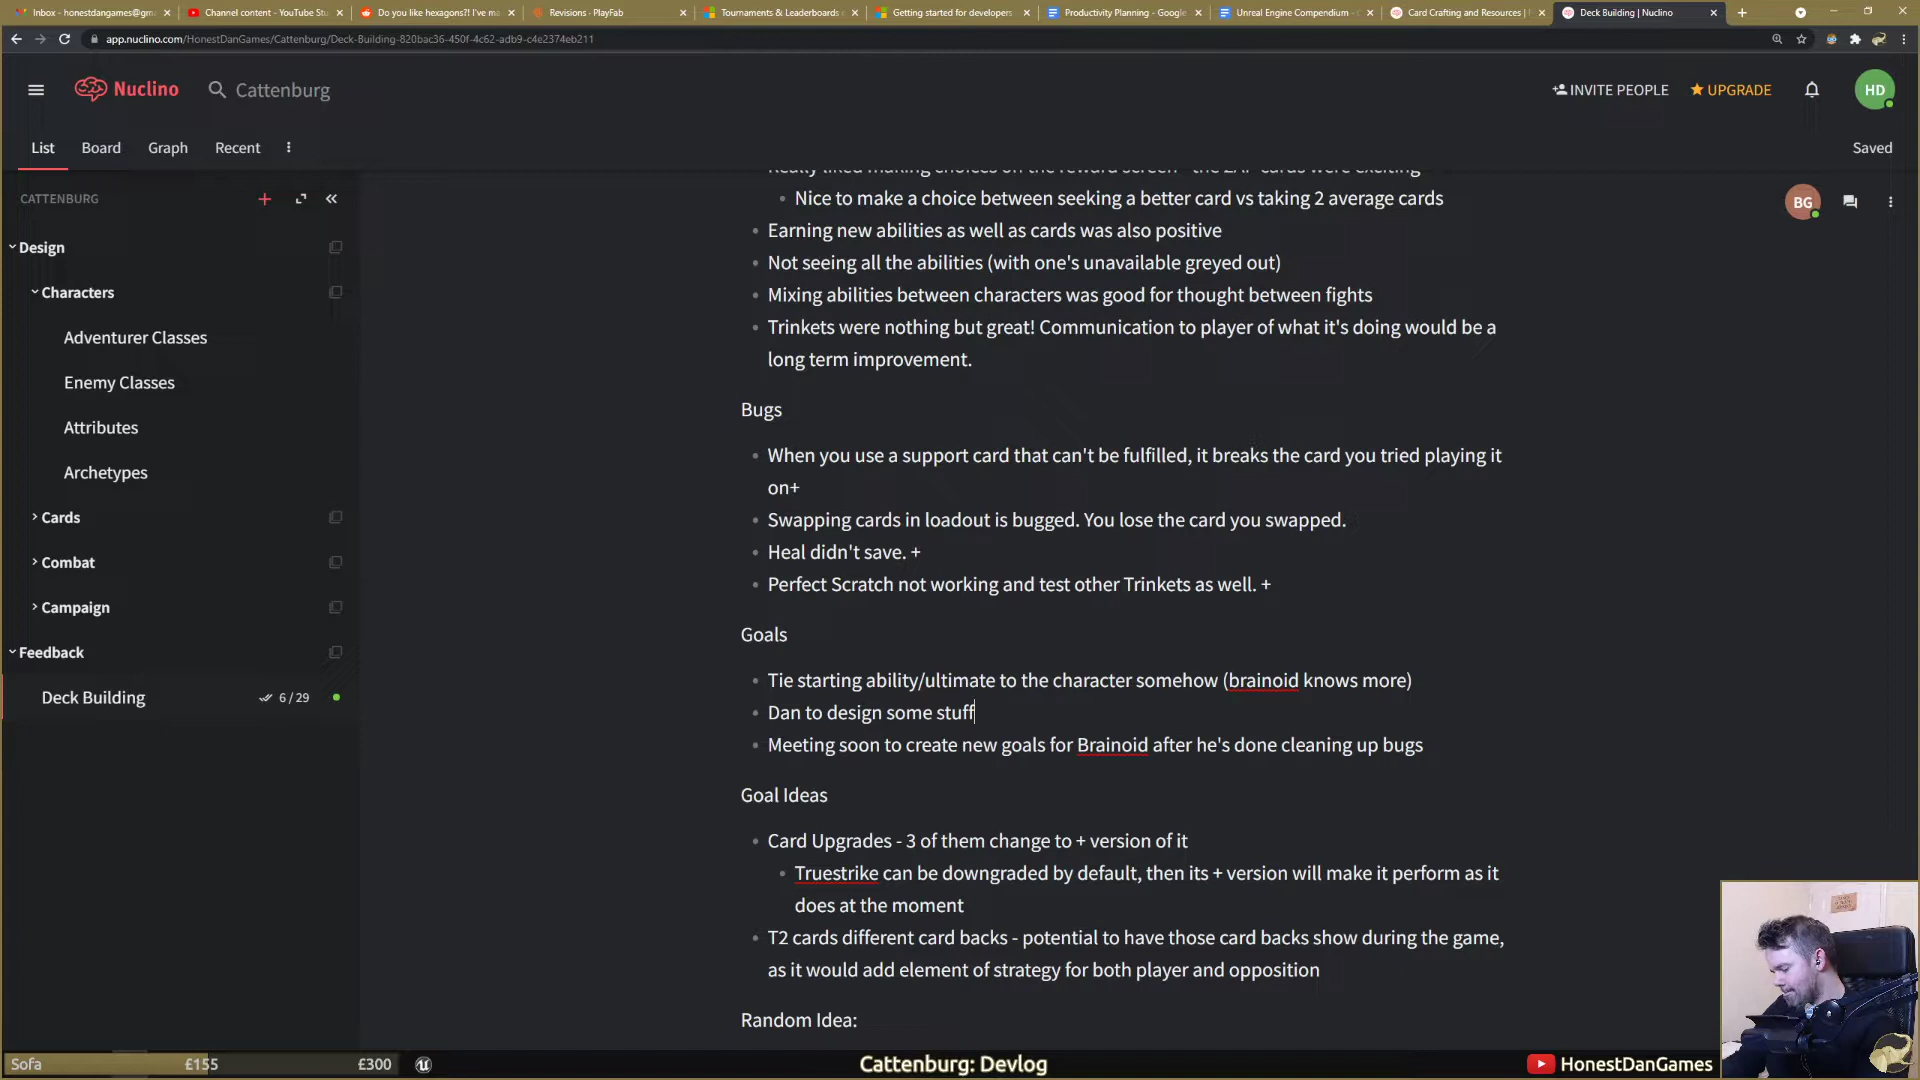 Inbox - honestdangames@gm
Channel content - YouTube Stu
Do you like hexagons?! I've ma
Revisions · PlayFab
Tournaments & Leaderboards
Getting started for developers
Productivity Planning - Google
Unreal Engine Compendium -
Card Crafting and Resources |
Deck Building | Nuclino
app.nuclino.com/HonestDanGames/Cattenburg/Deck-Building-820bac36-450f-4c62-adb9-c4e2374eb211
Nuclino
Cattenburg
INVITE PEOPLE
UPGRADE
HD
List
Board
Graph
Recent
Saved
CATTENBURG
Design
Characters
Adventurer Classes
Enemy Classes
Attributes
Archetypes
Cards
Combat
Campaign
Feedback
Deck Building
6 / 29
BG
Really liked making choices on the reward screen - the ZAP cards were exciting
Nice to make a choice between seeking a better card vs taking 2 average cards
Earning new abilities as well as cards was also positive
Not seeing all the abilities (with one's unavailable greyed out)
Mixing abilities between characters was good for thought between fights
Trinkets were nothing but great! Communication to player of what it's doing would be a
long term improvement.
Bugs
When you use a support card that can't be fulfilled, it breaks the card you tried playing it
on+
Swapping cards in loadout is bugged. You lose the card you swapped.
Heal didn't save. +
Perfect Scratch not working and test other Trinkets as well. +
Goals
Tie starting ability/ultimate to the character somehow (brainoid knows more)
Dan to design some stuff
Meeting soon to create new goals for Brainoid after he's done cleaning up bugs
Goal Ideas
Card Upgrades - 3 of them change to + version of it
Truestrike can be downgraded by default, then its + version will make it perform as it
does at the moment
T2 cards different card backs - potential to have those card backs show during the game,
as it would add element of strategy for both player and opposition
Random Idea:
Sofa
£155
£300
Cattenburg: Devlog
HonestDanGames